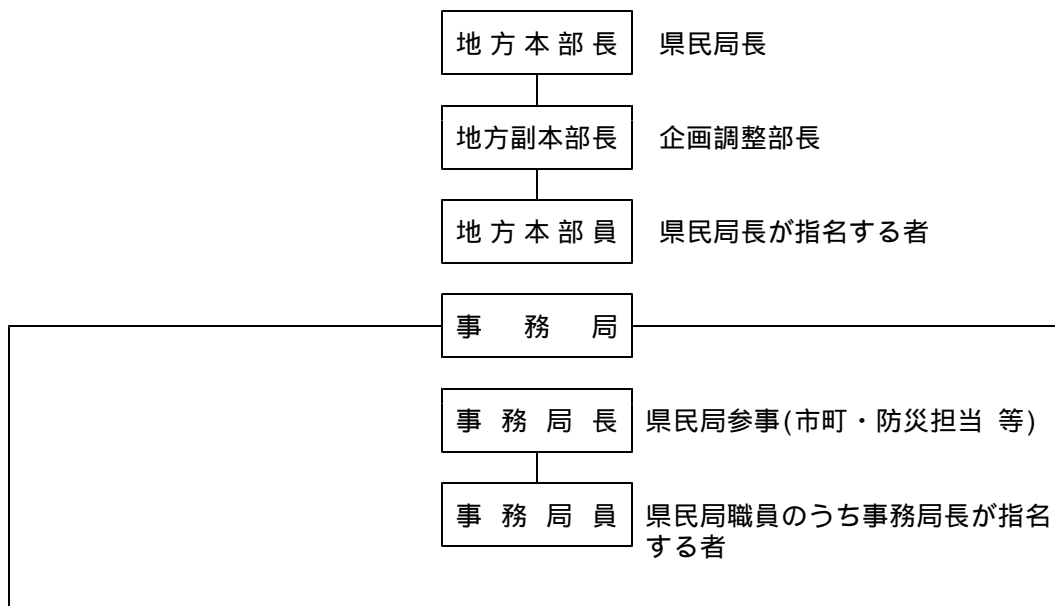 地方本部長 県民局長
地方副本部長 企画調整部長
地方本部員 県民局長が指名する者
事務局
事務局長 県民局参事(市町・防災担当 等)
事務局員 県民局職員のうち事務局長が指名
する者